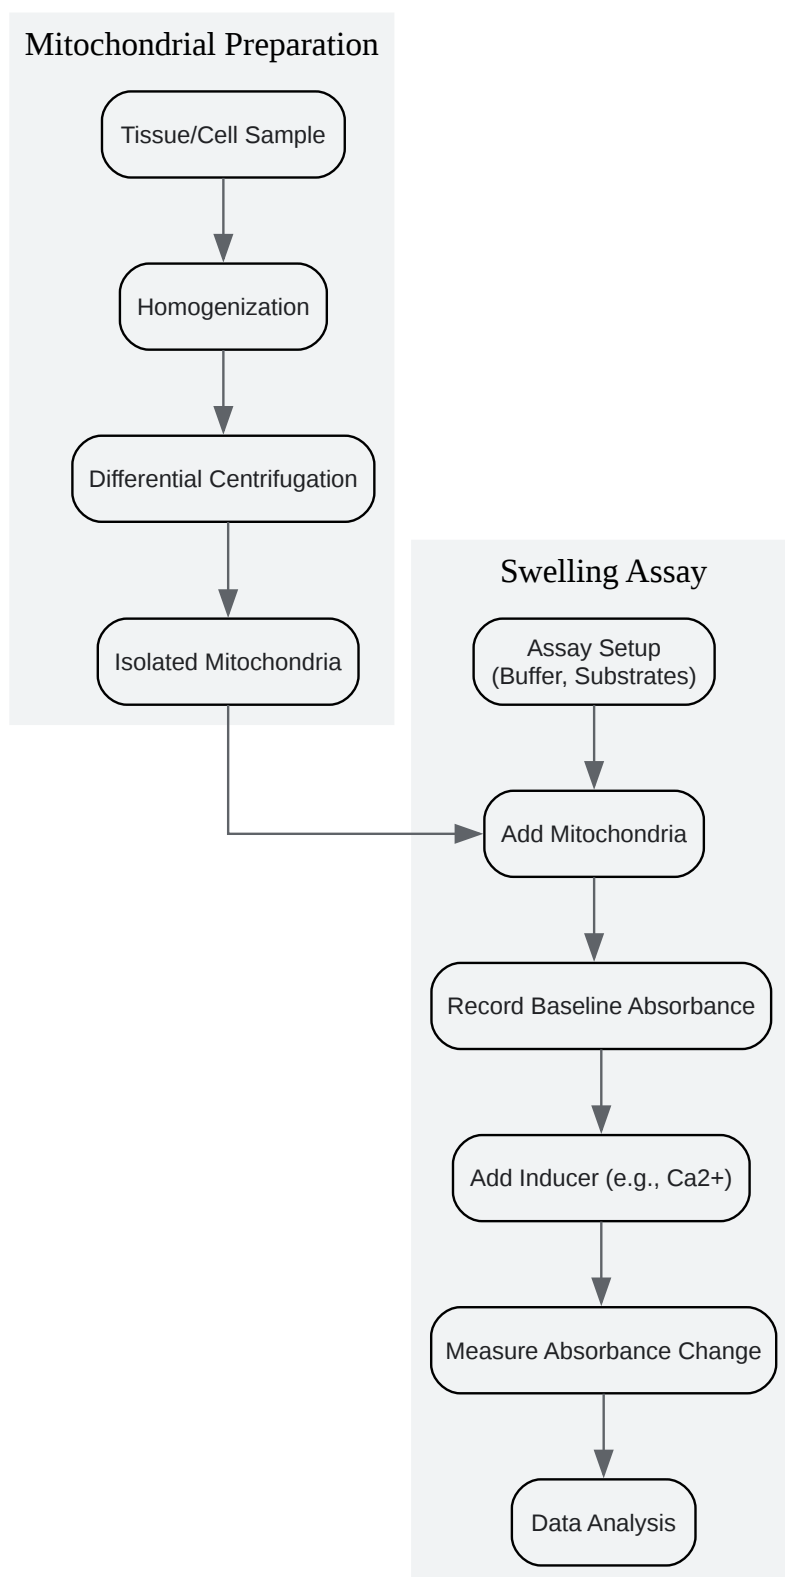 Mitochondrial Preparation
Tissue/Cell Sample
Homogenization
Differential Centrifugation
Isolated Mitochondria
Swelling Assay
Assay Setup
(Buffer, Substrates)
Add Mitochondria
Record Baseline Absorbance
Add Inducer (e.g., Ca2+)
Measure Absorbance Change
Data Analysis